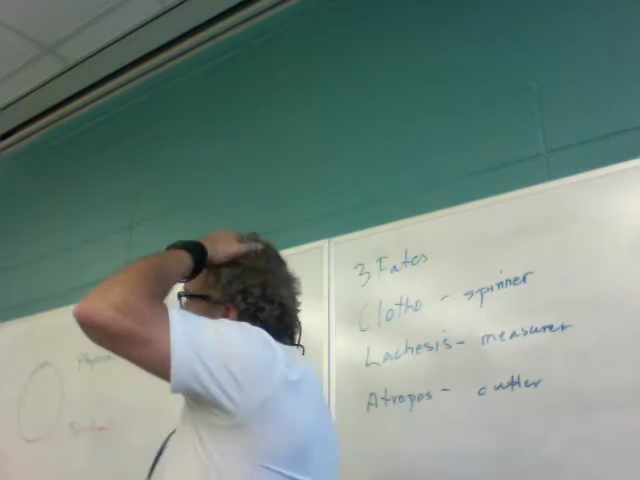 3 Fates
Clotho - spinner
Lachesis - measurer
Atropos - cutter